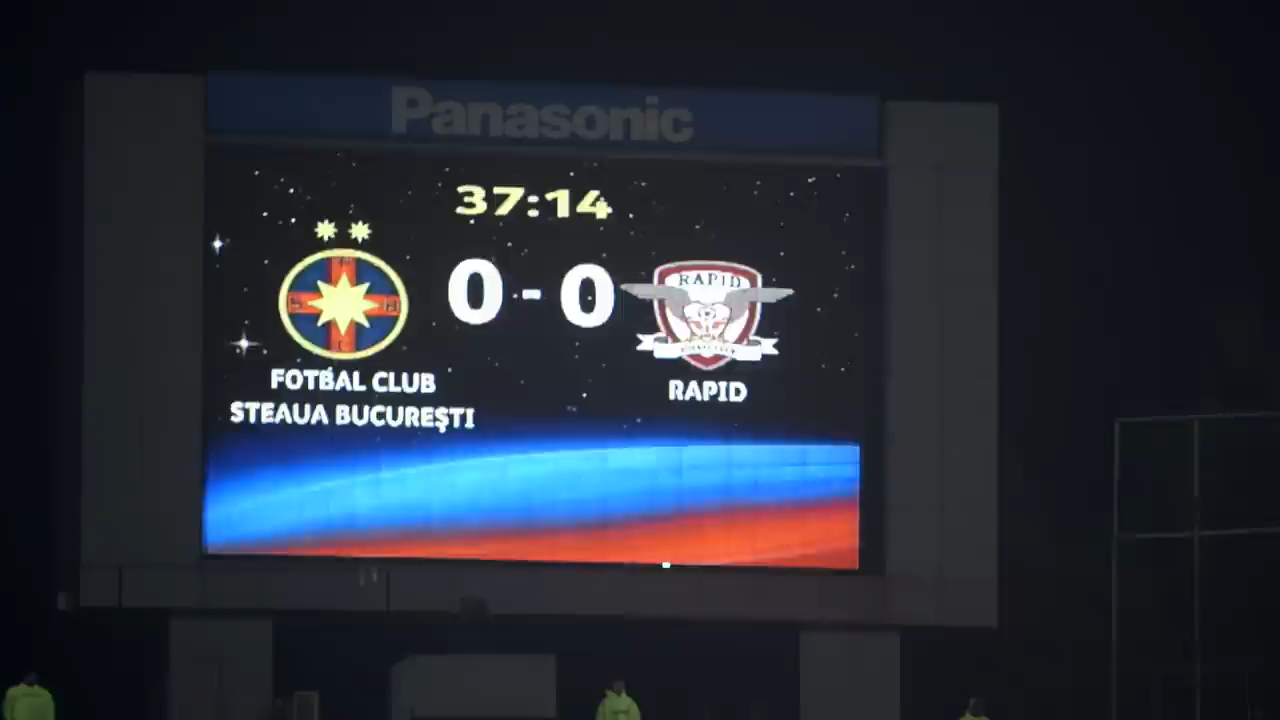 Panasonic
37:14
0 - 0
RAPID
FOTBAL CLUB
STEAUA BUCUREȘTI
RAPID